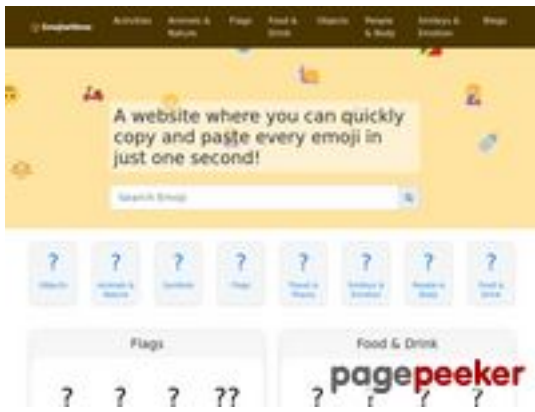 Activities
Animals &
Nature
Flags
Food &
Drink
Objects
People
& Body
Smileys &
Emotion
Blogs
A website where you can quickly
copy and paste every emoji in
just one second!
Search Emoji
? ? ? ? ? ? ? ?
Objects
Animals &
Nature
Symbols
Flags
Travel &
Places
Smileys &
Emotion
People &
Body
Food &
Drink
Flags
Food & Drink
? ? ? ??
? ? ? ?
pagepeeker